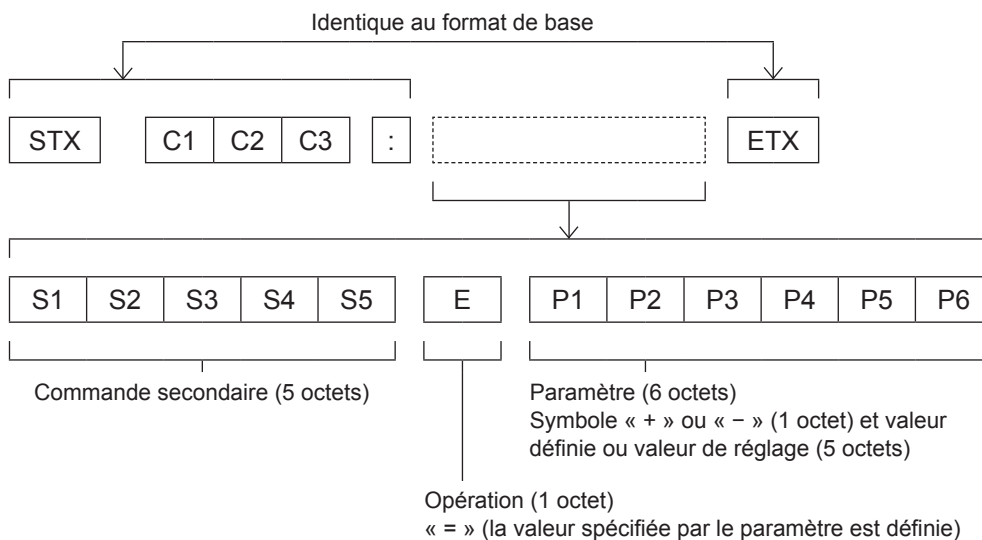 Identique au format de base
STX C1 C2 C3 : ETX
S1 S2 S3 S4 S5 E P1 P2 P3 P4 P5 P6
Commande secondaire (5 octets)
Paramètre (6 octets)
Symbole « + » ou « − » (1 octet) et valeur
définie ou valeur de réglage (5 octets)
Opération (1 octet)
« = » (la valeur spécifiée par le paramètre est définie)